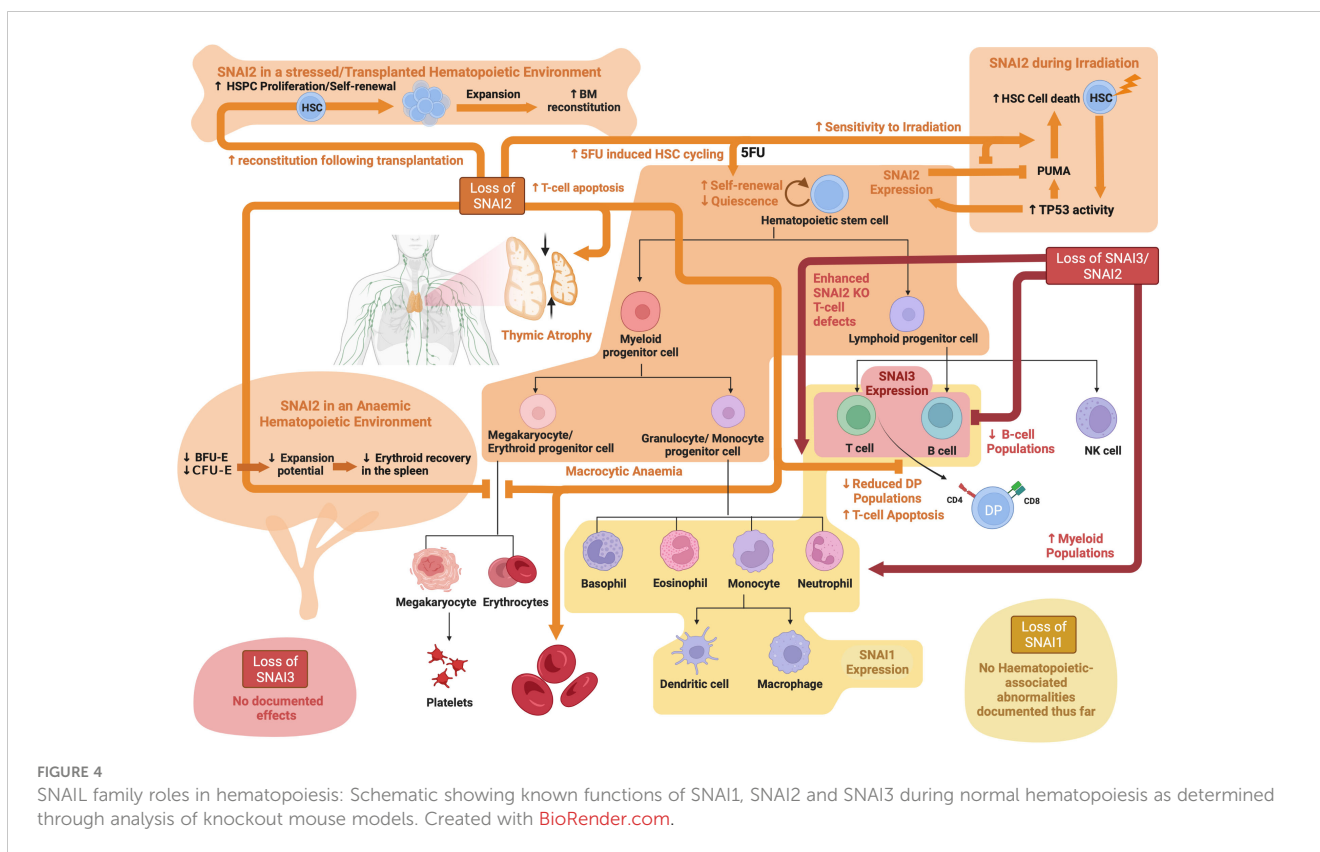 SNAI2 in a stressed/Transplanted Hematopoietic Environment
↑ HSPC Proliferation/Self-renewal
HSC
Expansion
↑ BM
reconstitution
↑ reconstitution following transplantation
Loss of
SNAI2
↑ 5FU induced HSC cycling
5FU
↑ Sensitivity to Irradiation
↑ T-cell apoptosis
SNAI2 during Irradiation
↑ HSC Cell death
HSC
PUMA
↑ TP53 activity
SNAI2
Expression
↑ Self-renewal
↓ Quiescence
Hematopoietic stem cell
Thymic Atrophy
Myeloid
progenitor cell
Enhanced
SNAI2 KO
T-cell
defects
Lymphoid progenitor cell
Loss of SNAI3/
SNAI2
SNAI3
Expression
T cell
B cell
NK cell
↓ B-cell
Populations
SNAI2 in an Anaemic
Hematopoietic Environment
↓ BFU-E
↓ CFU-E
↓ Expansion
potential
↓ Erythroid recovery
in the spleen
Megakaryocyte/
Erythroid progenitor cell
Granulocyte/ Monocyte
progenitor cell
Macrocytic Anaemia
↓ Reduced DP
Populations
↑ T-cell Apoptosis
CD4
CD8
DP
↑ Myeloid
Populations
Megakaryocyte
Erythrocytes
Platelets
Basophil
Eosinophil
Monocyte
Neutrophil
Dendritic cell
Macrophage
SNAI1
Expression
Loss of
SNAI3
No documented
effects
Loss of
SNAI1
No Haematopoietic-
associated
abnormalities
documented thus far
FIGURE 4
SNAIL family roles in hematopoiesis: Schematic showing known functions of SNAI1, SNAI2 and SNAI3 during normal hematopoiesis as determined
through analysis of knockout mouse models. Created with BioRender.com.